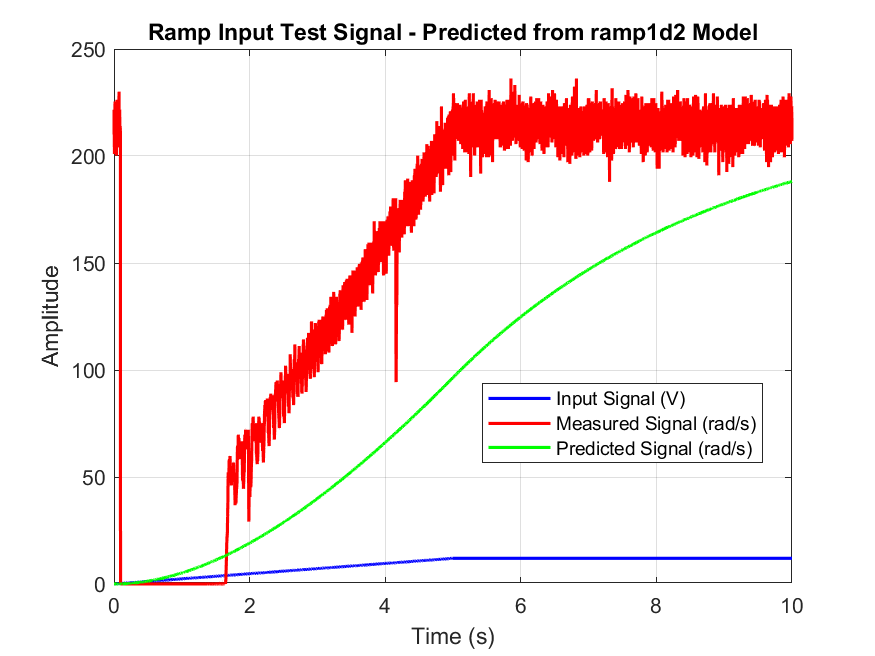 Ramp Input Test Signal - Predicted from ramp1d2 Model
250
200
150
100
50
0
Amplitude
Input Signal (V)
Measured Signal (rad/s)
Predicted Signal (rad/s)
0 2 4 6 8 10
Time (s)